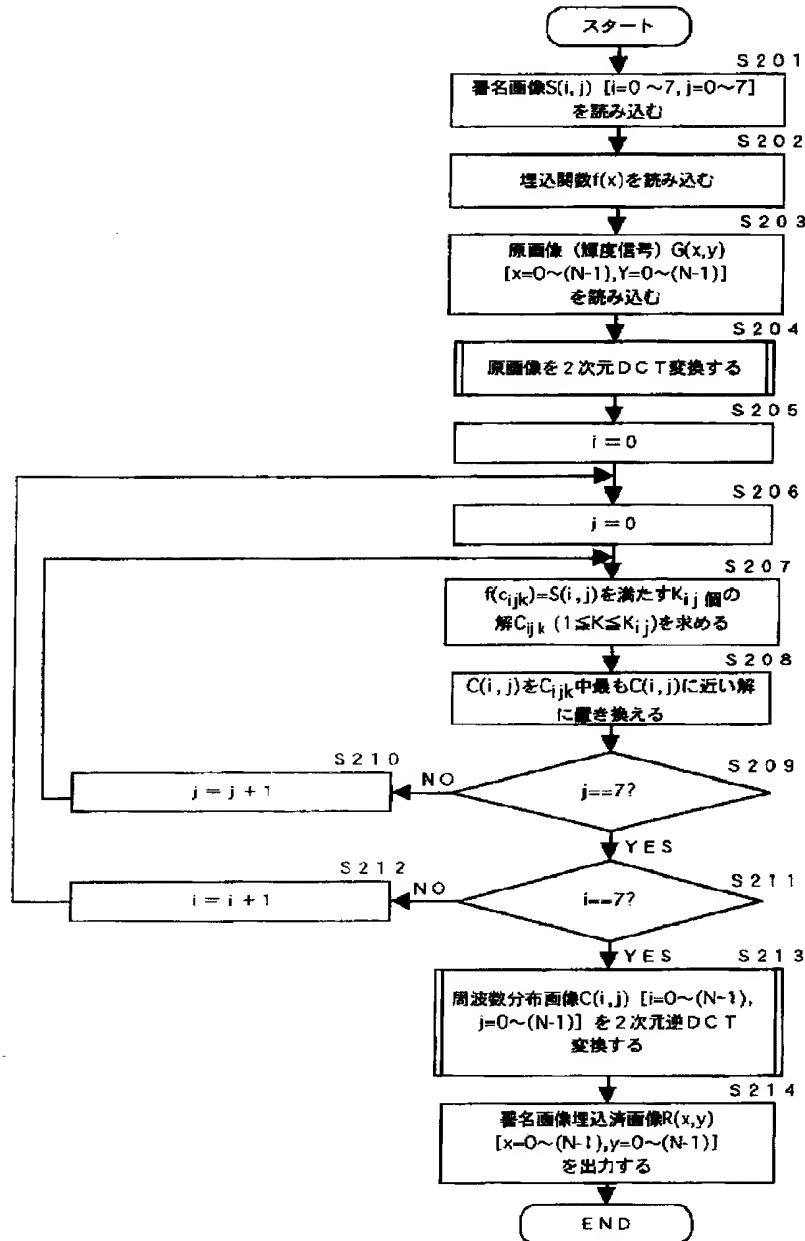 スタート
S201
署名画像S(i,j) [i=0~7,j=0~7]
を読み込む
S202
埋込関数f(x)を読み込む
S203
原画像（輝度信号）G(x,y)
[x=0~(N-1),Y=0~(N-1)]
を読み込む
S204
原画像を2次元DCT変換する
S205
i=0
S206
j=0
S207
f(cijk)=S(i,j)を満たすKij個の
解Cijk (1≦K≦Kij)を求める
S208
C(i,j)をCijk中最もC(i,j)に近い解
に置き換える
S209
j==7?
NO
S210
j=j+1
YES
S211
i==7?
NO
S212
i=i+1
YES
S213
周波数分布画像C(i,j) [i=0~(N-1),
j=0~(N-1)] を2次元逆DCT
変換する
S214
署名画像埋込済画像R(x,y)
[x=0~(N-1),y=0~(N-1)]
を出力する
END